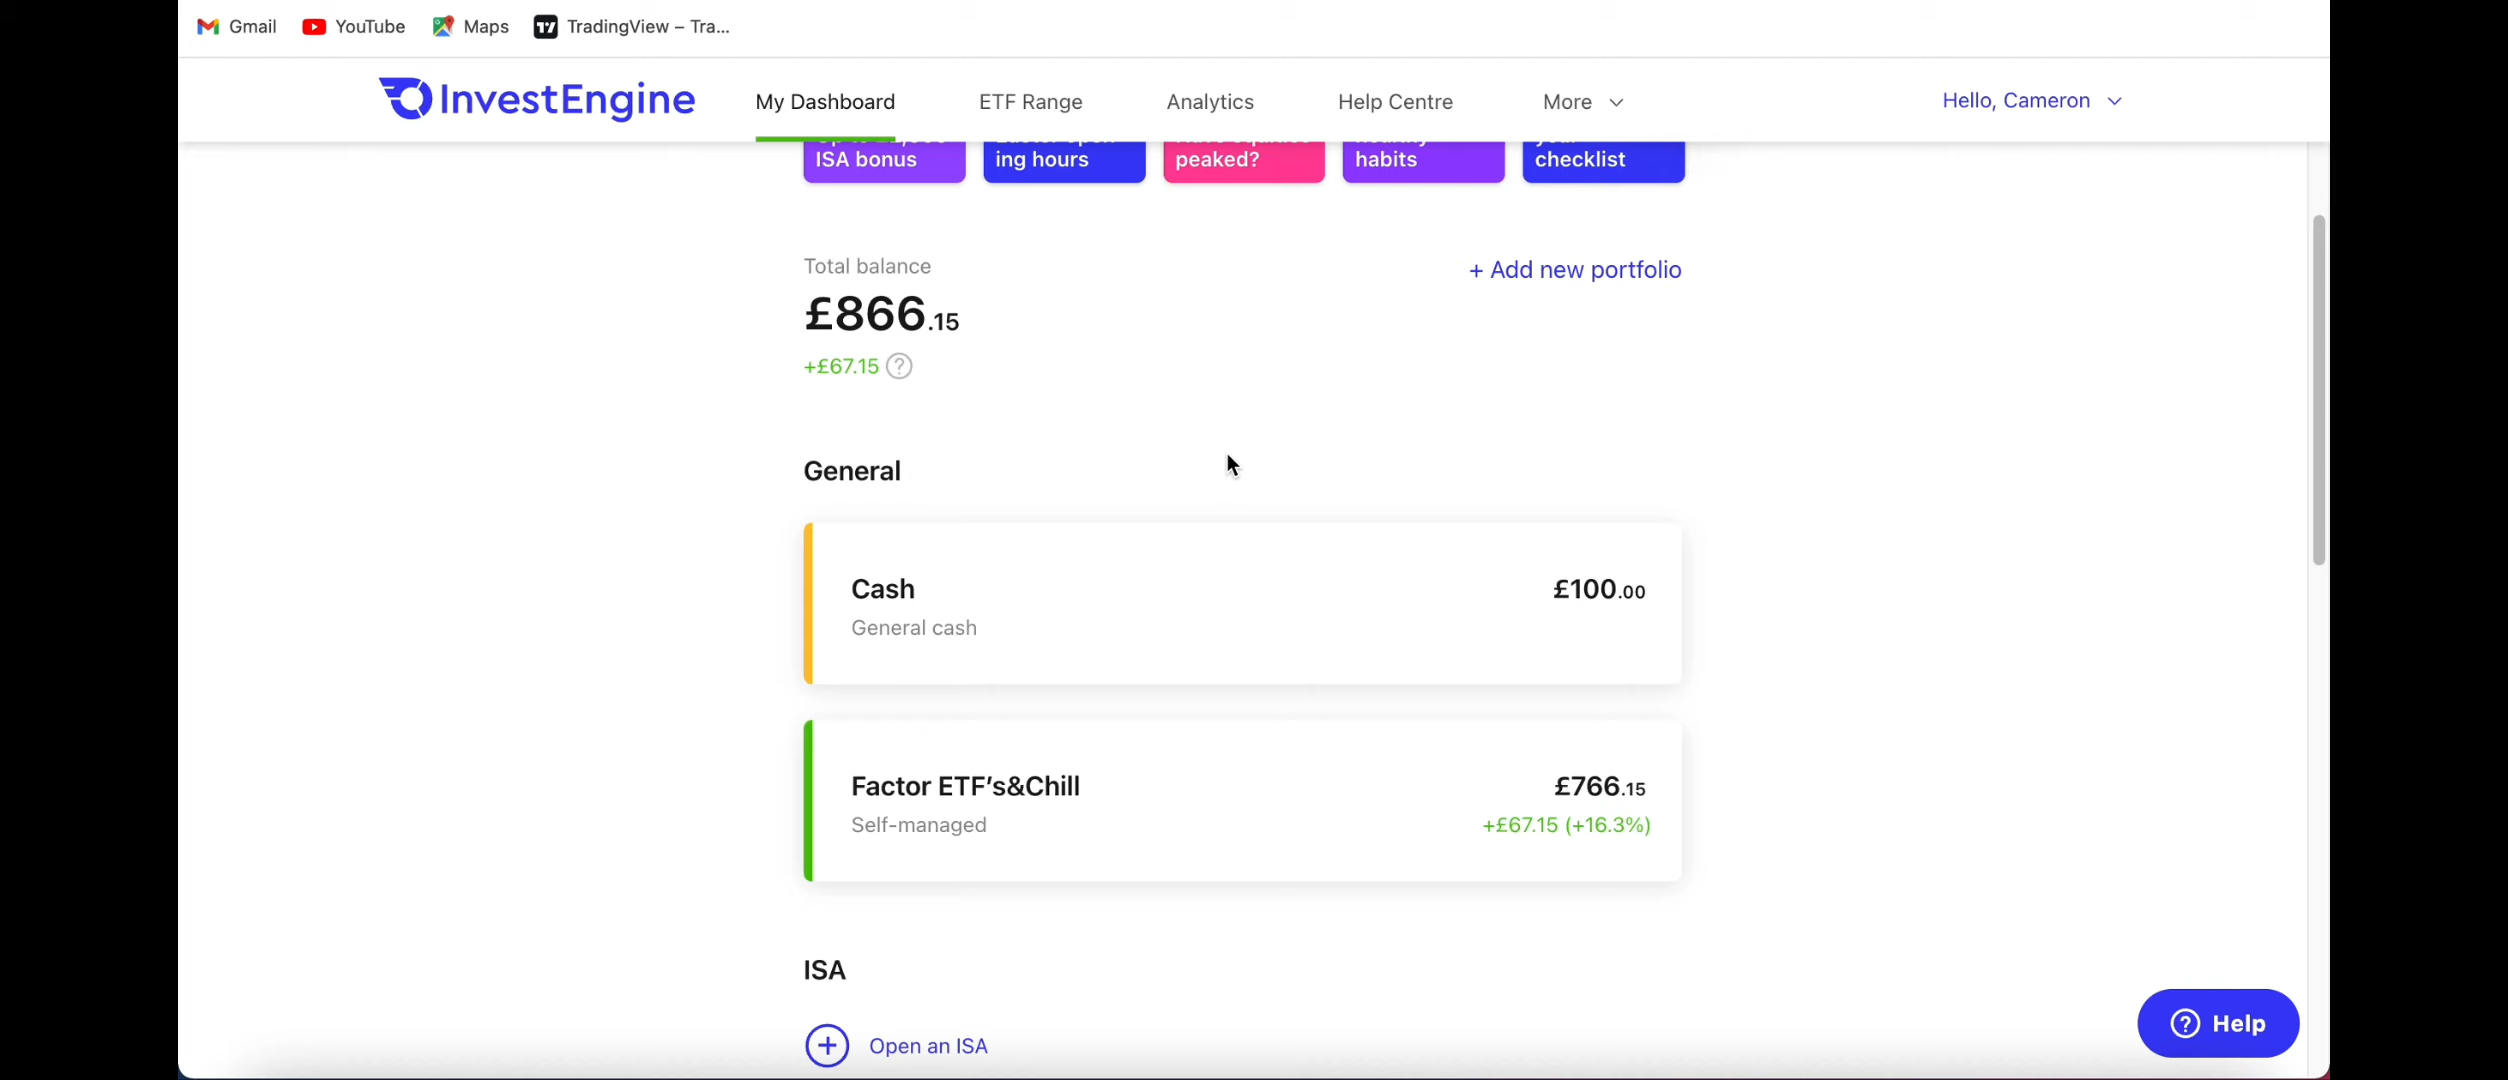 Gmail YouTube Maps TradingView – Tra...
InvestEngine My Dashboard ETF Range Analytics Help Centre More Hello, Cameron
ISA bonus
ing hours
peaked?
habits
checklist
Total balance
+ Add new portfolio
£866.15
+£67.15 ?
General
Cash £100.00
General cash
Factor ETF's&Chill £766.15
Self-managed +£67.15 (+16.3%)
ISA
+ Open an ISA
? Help